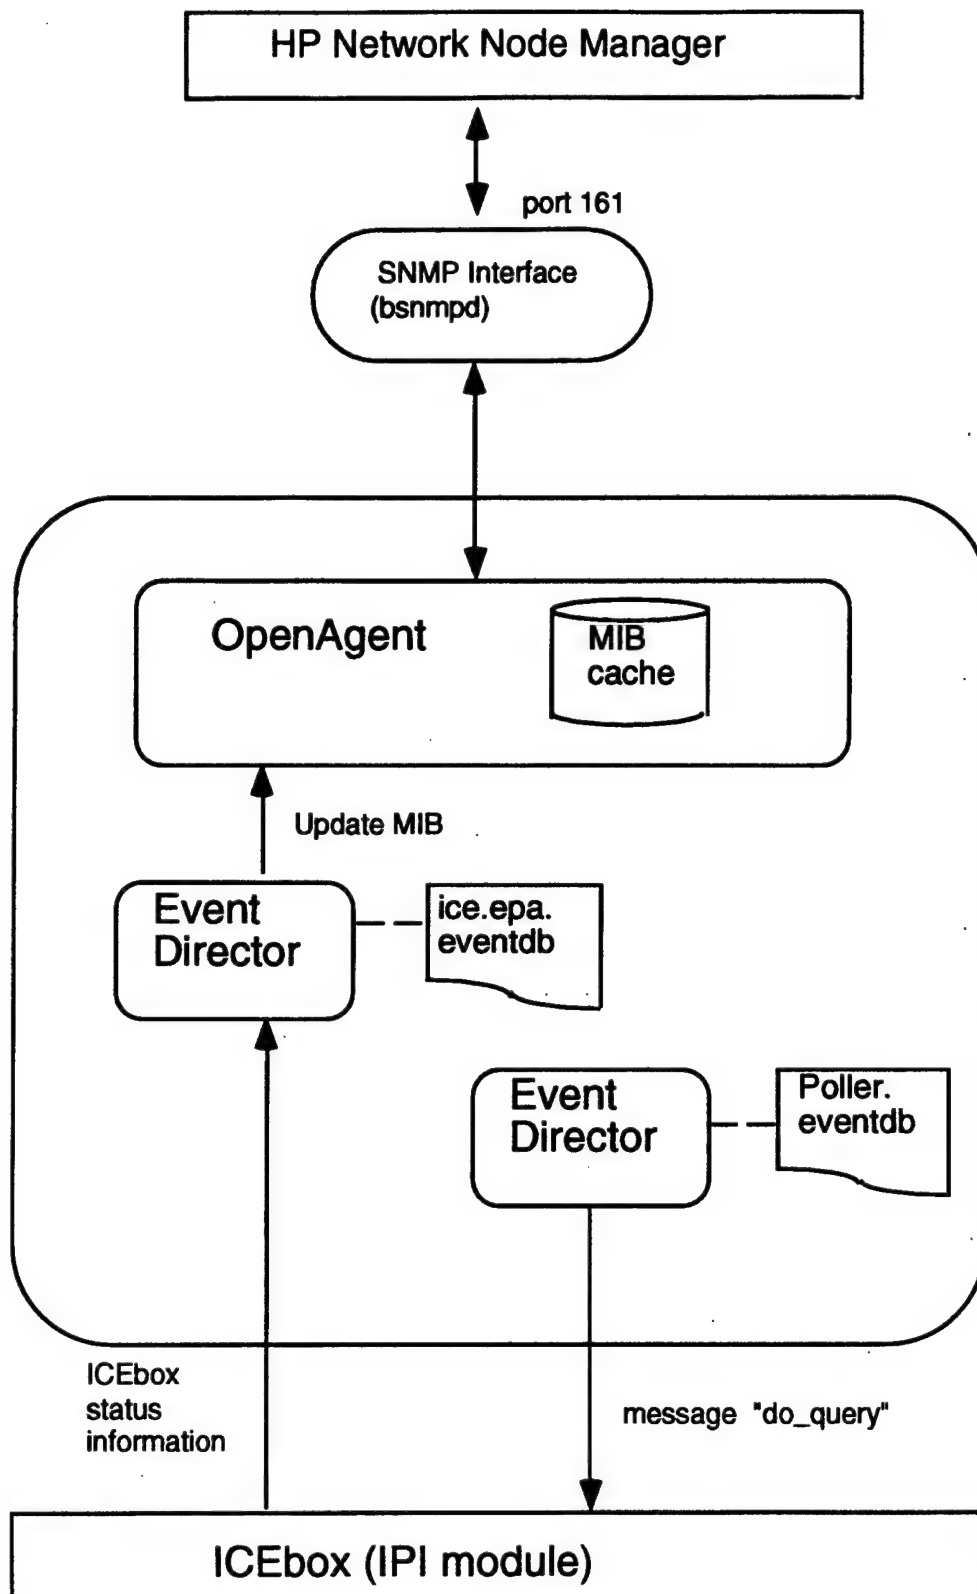 HP Network Node Manager
port 161
SNMP Interface
(bsnmpd)
OpenAgent
MIB
cache
Update MIB
Event
Director
ice.epa.
eventdb
Event
Director
Poller.
eventdb
ICEbox
status
information
message "do_query"
ICEbox (IPI module)